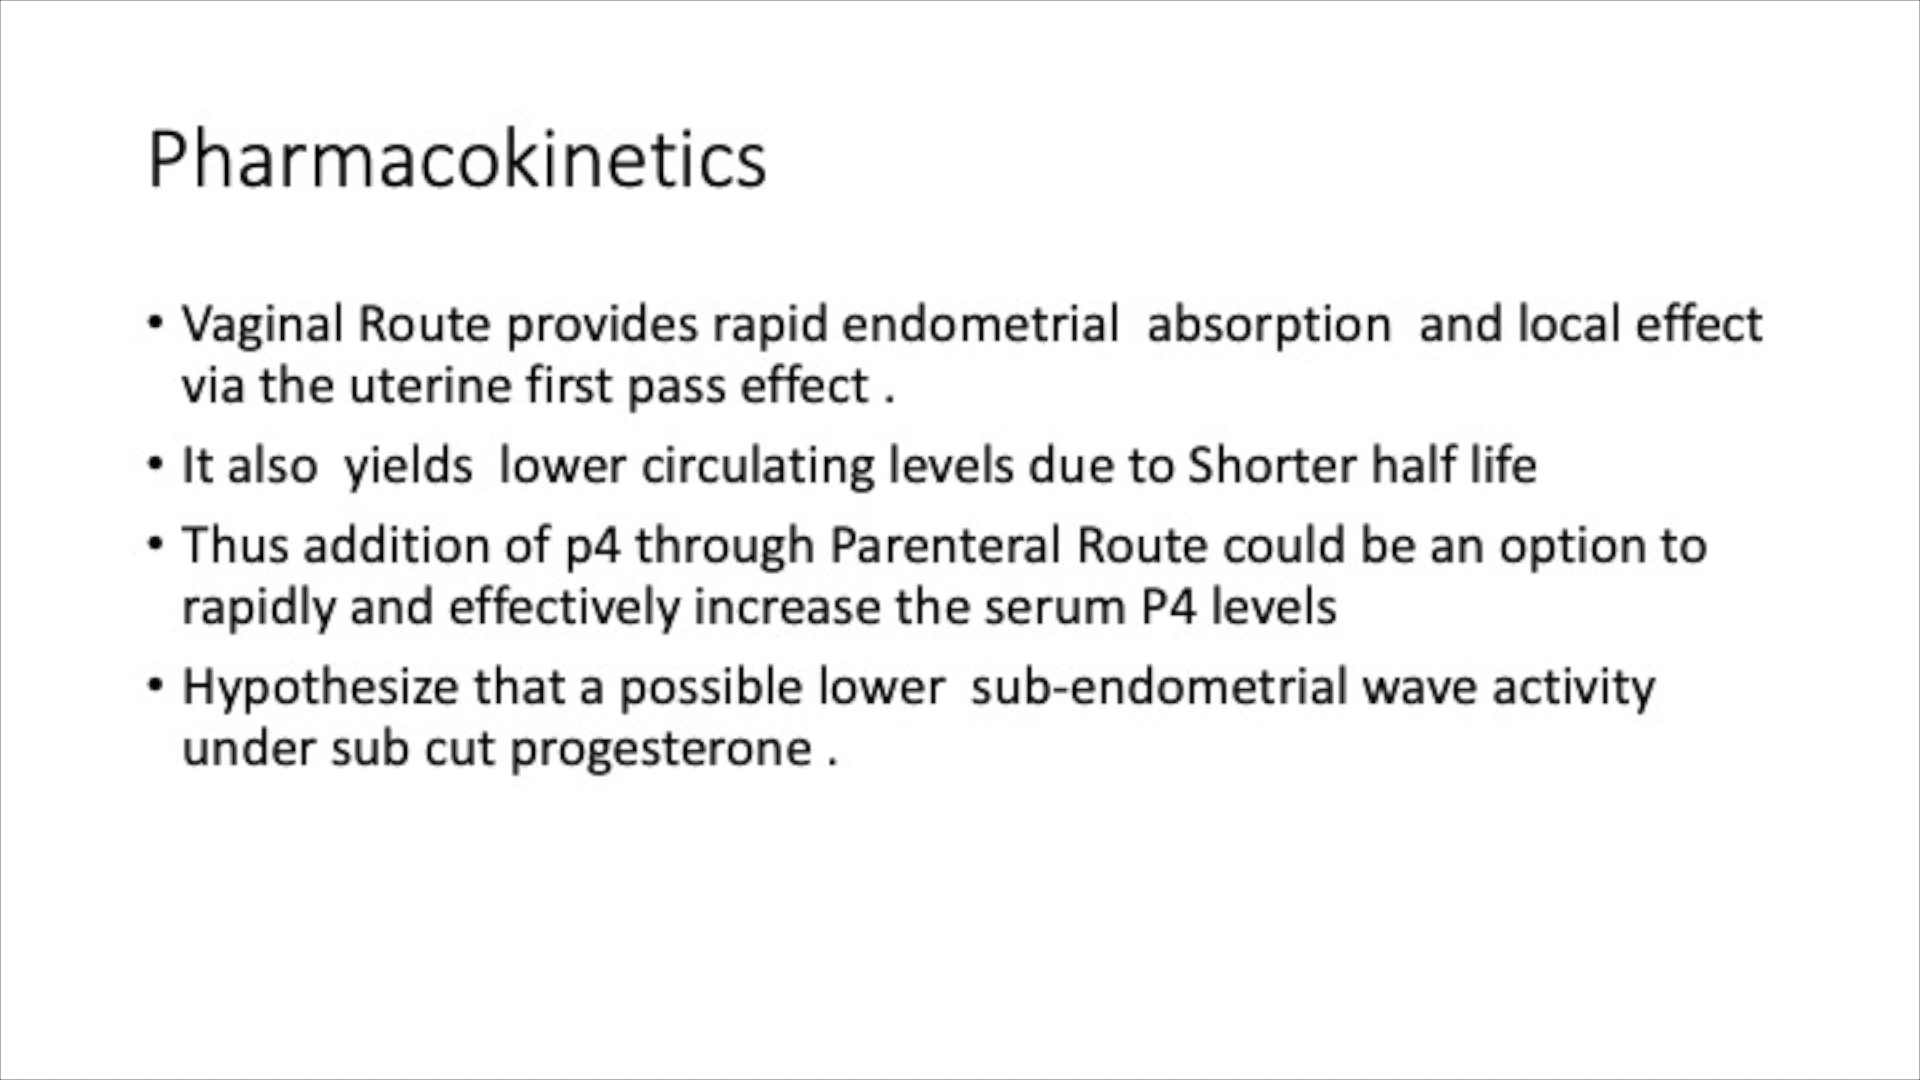 Pharmacokinetics
• Vaginal Route provides rapid endometrial  absorption  and local effect
via the uterine first pass effect .
• It also  yields  lower circulating levels due to Shorter half life
• Thus addition of p4 through Parenteral Route could be an option to
rapidly and effectively increase the serum P4 levels
• Hypothesize that a possible lower  sub-endometrial wave activity
under sub cut progesterone .